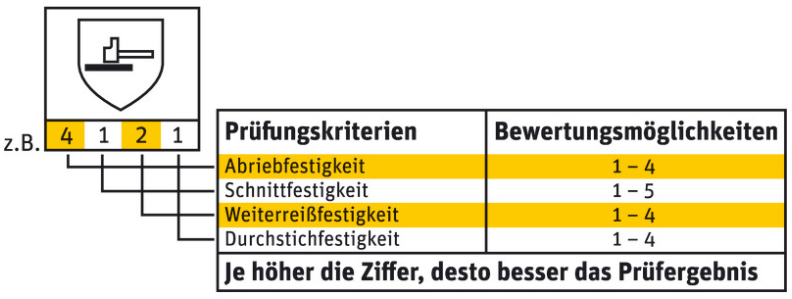 z.B. 4 1 2 1
Prüfungskriterien Bewertungsmöglichkeiten
Abriebfestigkeit 1 – 4
Schnittfestigkeit 1 – 5
Weiterreißfestigkeit 1 – 4
Durchstichfestigkeit 1 – 4
Je höher die Ziffer, desto besser das Prüfergebnis